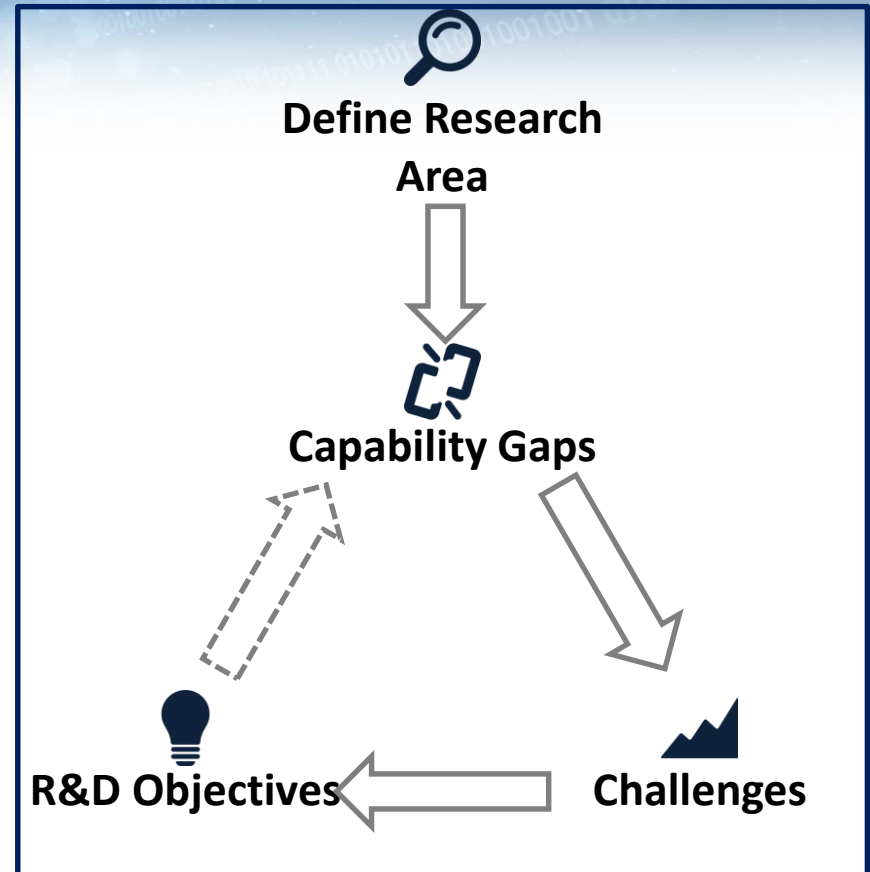 Define Research
Area
Capability Gaps
R&D Objectives
Challenges